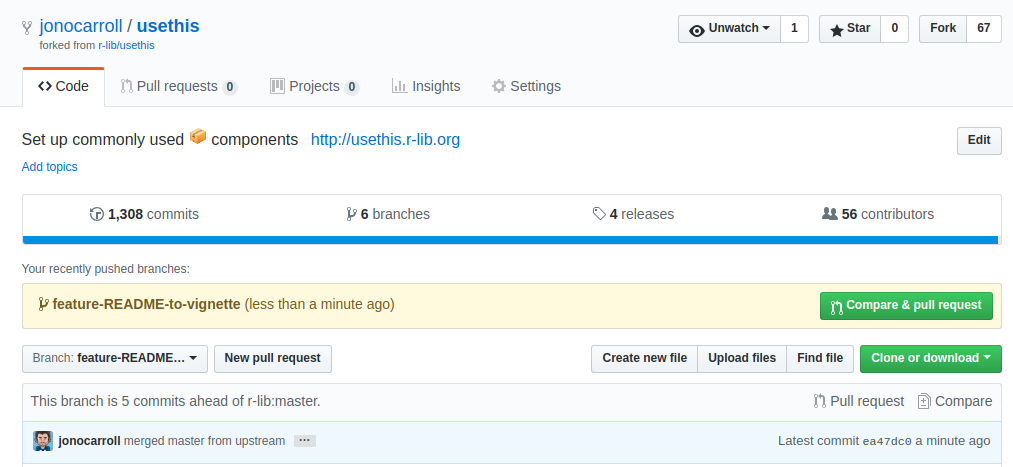 jonocarroll / usethis
Unwatch 1 Star 0 Fork 67
forked from r-lib/usethis
Code Pull requests 0 Projects 0 Insights Settings
Set up commonly used 📦 components http://usethis.r-lib.org
Edit
Add topics
1,308 commits 6 branches 4 releases 56 contributors
Your recently pushed branches:
feature-README-to-vignette (less than a minute ago) Compare & pull request
Branch: feature-README… New pull request Create new file Upload files Find file Clone or download
This branch is 5 commits ahead of r-lib:master. Pull request Compare
jonocarroll merged master from upstream … Latest commit ea47dc0 a minute ago